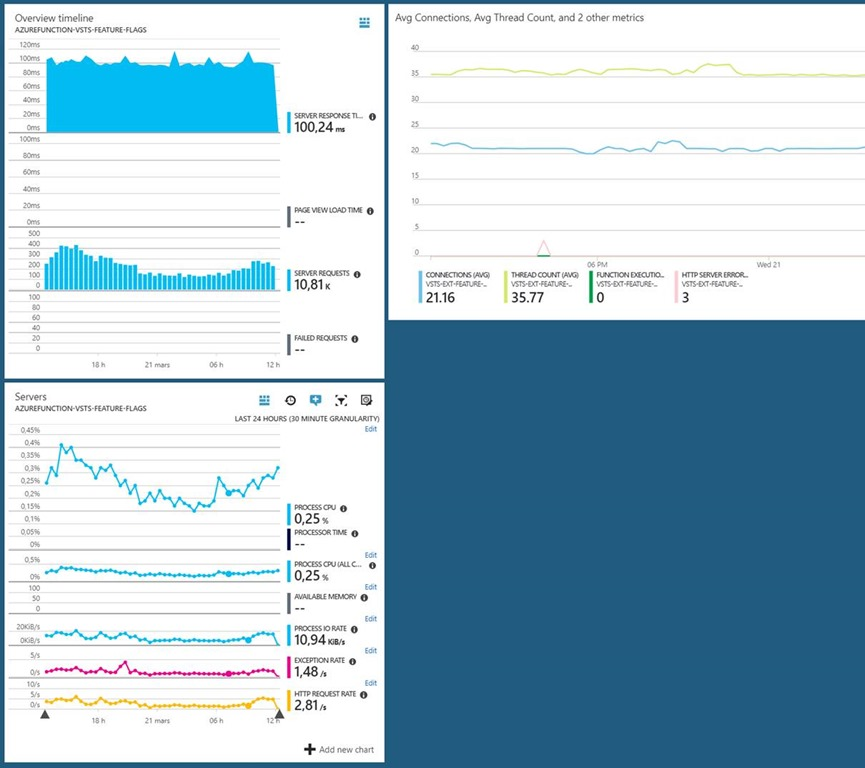 Overview timeline
AZUREFUNCTION-VSTS-FEATURE-FLAGS
120ms
100ms
80ms
60ms
40ms
20ms
0ms
SERVER RESPONSE TI...
100,24 ms
100ms
80ms
60ms
40ms
20ms
0ms
PAGE VIEW LOAD TIME
--
500
400
300
200
100
0
SERVER REQUESTS
10,81 K
100
80
60
40
20
0
FAILED REQUESTS
--
18 h 21 mars 06 h 12 h
Avg Connections, Avg Thread Count, and 2 other metrics
40
35
30
25
20
15
10
5
0
06 PM Wed 21
CONNECTIONS (AVG) THREAD COUNT (AVG) FUNCTION EXECUTIO... HTTP SERVER ERROR...
VSTS-EXT-FEATURE-... VSTS-EXT-FEATURE-... VSTS-EXT-FEATURE-... VSTS-EXT-FEATURE-...
21.16 35.77 0 3
Servers
AZUREFUNCTION-VSTS-FEATURE-FLAGS
LAST 24 HOURS (30 MINUTE GRANULARITY)
Edit
0,45%
0,4%
0,35%
0,3%
0,25%
0,2%
0,15%
0,1%
0,05%
0%
PROCESS CPU
0,25 %
PROCESSOR TIME
--
Edit
0,5%
0%
PROCESS CPU (ALL C...
0,25 %
Edit
100
50
0
AVAILABLE MEMORY
--
Edit
20KiB/s
0KiB/s
PROCESS IO RATE
10,94 KiB/s
Edit
5/s
0/s
EXCEPTION RATE
1,48 /s
Edit
10/s
5/s
0/s
HTTP REQUEST RATE
2,81 /s
18 h 21 mars 06 h 12 h
Add new chart